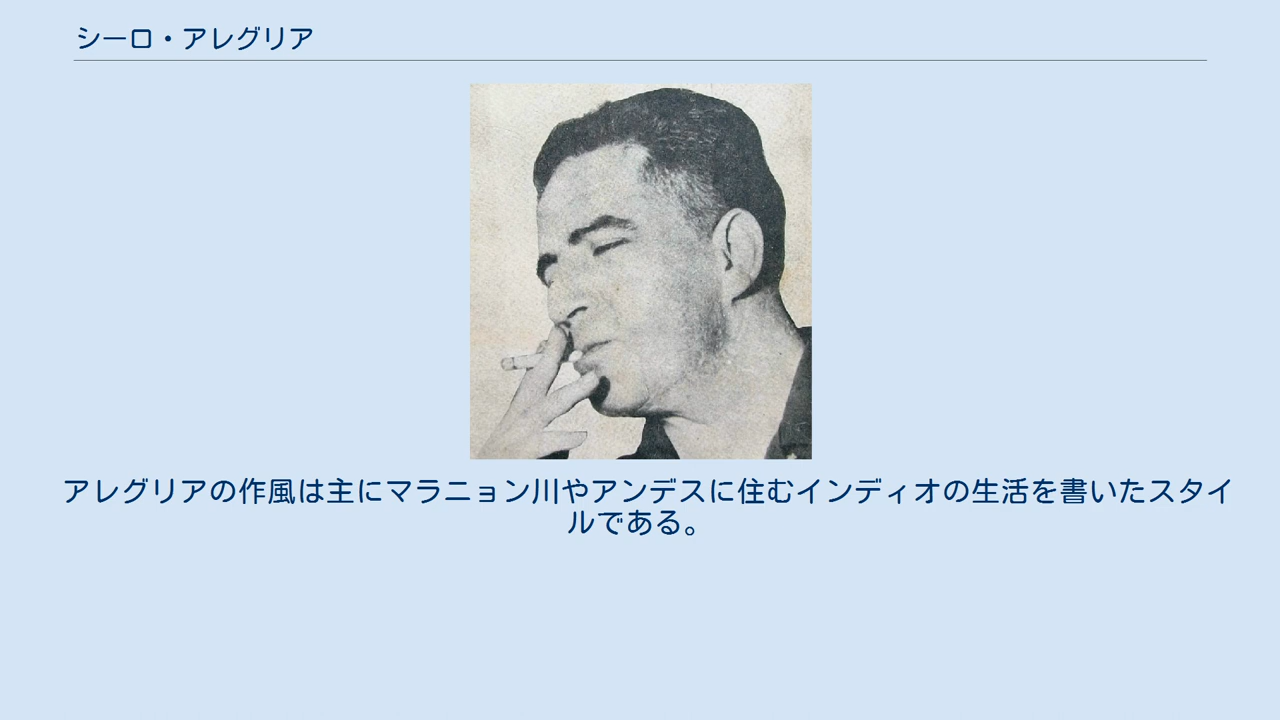 シーロ・アレグリア
アレグリアの作風は主にマラニョン川やアンデスに住むインディオの生活を書いたスタイ
ルである。